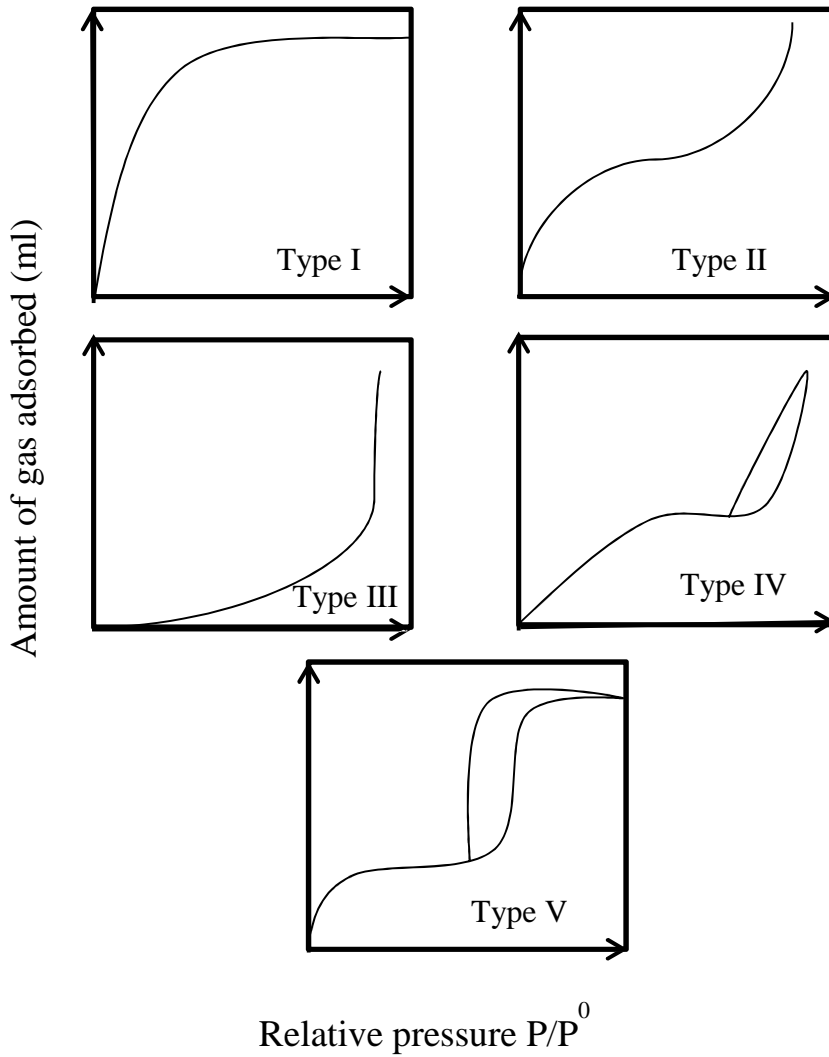 Amount of gas adsorbed (ml)
Type I
Type II
Type III
Type IV
Type V
Relative pressure P/P⁰